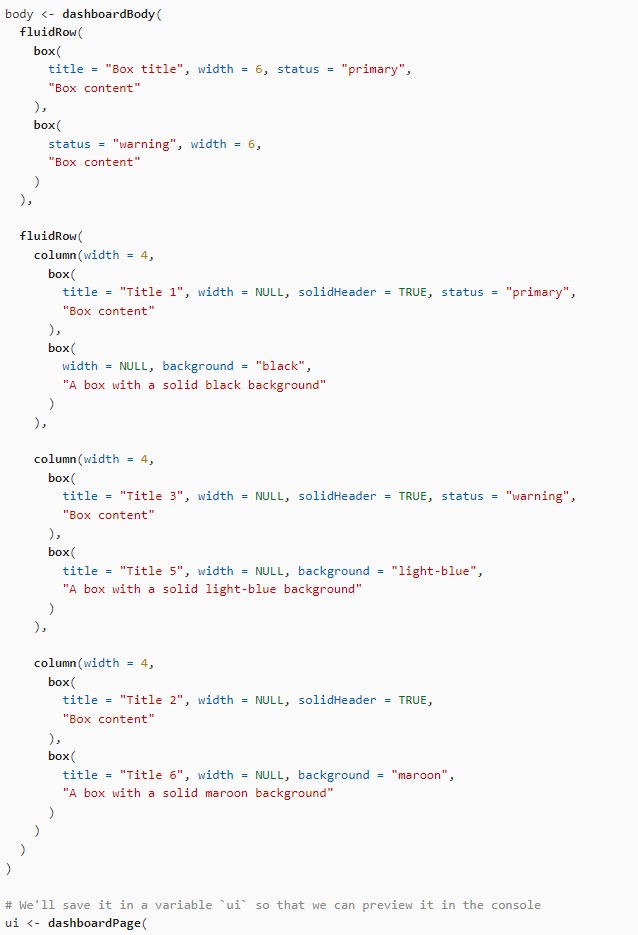 body <- dashboardBody(
  fluidRow(
    box(
      title = "Box title", width = 6, status = "primary",
      "Box content"
    ),
    box(
      status = "warning", width = 6,
      "Box content"
    )
  ),

  fluidRow(
    column(width = 4,
      box(
        title = "Title 1", width = NULL, solidHeader = TRUE, status = "primary",
        "Box content"
      ),
      box(
        width = NULL, background = "black",
        "A box with a solid black background"
      )
    ),

    column(width = 4,
      box(
        title = "Title 3", width = NULL, solidHeader = TRUE, status = "warning",
        "Box content"
      ),
      box(
        title = "Title 5", width = NULL, background = "light-blue",
        "A box with a solid light-blue background"
      )
    ),

    column(width = 4,
      box(
        title = "Title 2", width = NULL, solidHeader = TRUE,
        "Box content"
      ),
      box(
        title = "Title 6", width = NULL, background = "maroon",
        "A box with a solid maroon background"
      )
    )
  )
)

# We'll save it in a variable `ui` so that we can preview it in the console
ui <- dashboardPage(